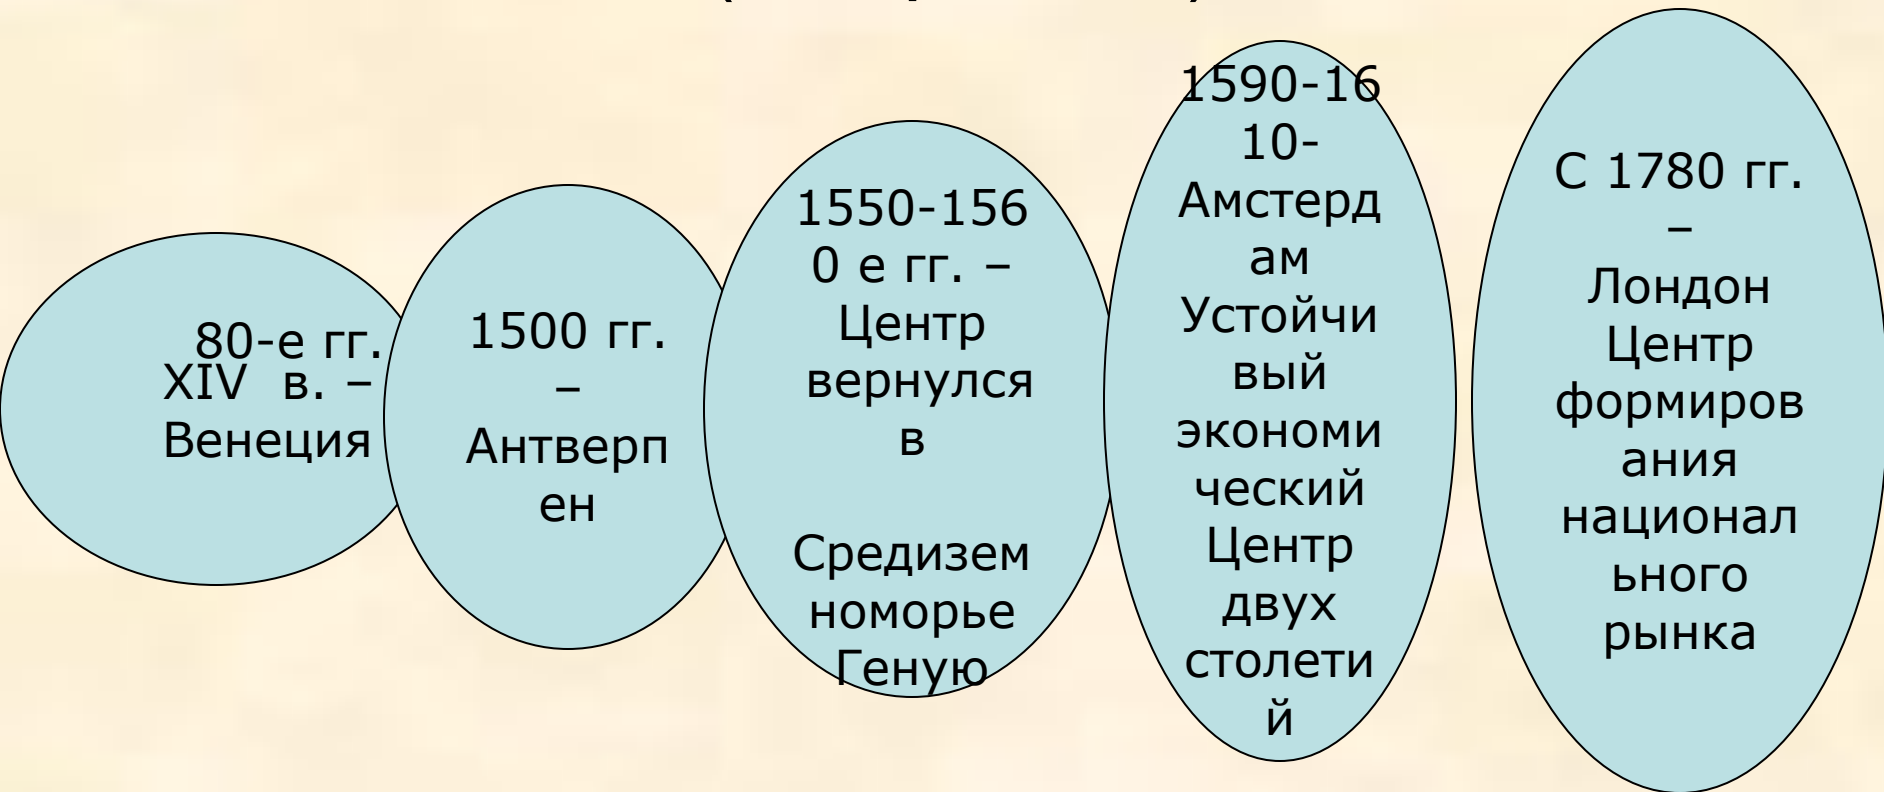 80-е гг.
XIV в. –
Венеция
1500 гг.
–
Антверп
ен
1550-156
0 е гг. –
Центр
вернулся
в
Средизем
номорье
Геную
1590-16
10-
Амстерд
ам
Устойчи
вый
экономи
ческий
Центр
двух
столети
й
С 1780 гг.
–
Лондон
Центр
формиров
ания
национал
ьного
рынка